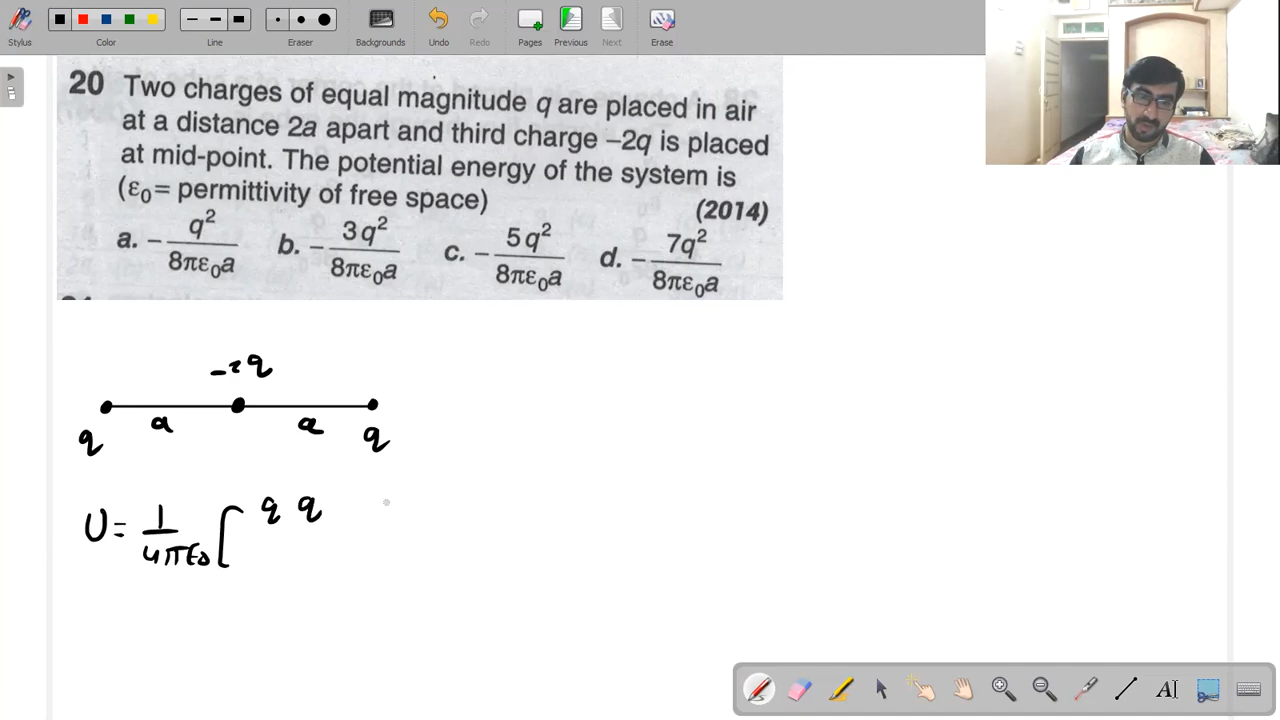 Stylus Color Line Eraser Backgrounds Undo Redo Pages Previous Next Erase
20 Two charges of equal magnitude q are placed in air
at a distance 2a apart and third charge –2q is placed
at mid-point. The potential energy of the system is
(ε₀= permittivity of free space)
(2014)
a. – q²/8πε₀a b. – 3q²/8πε₀a c. – 5q²/8πε₀a d. – 7q²/8πε₀a
–2q
a a
q q
U = 1/4πε₀ [ q q
AI